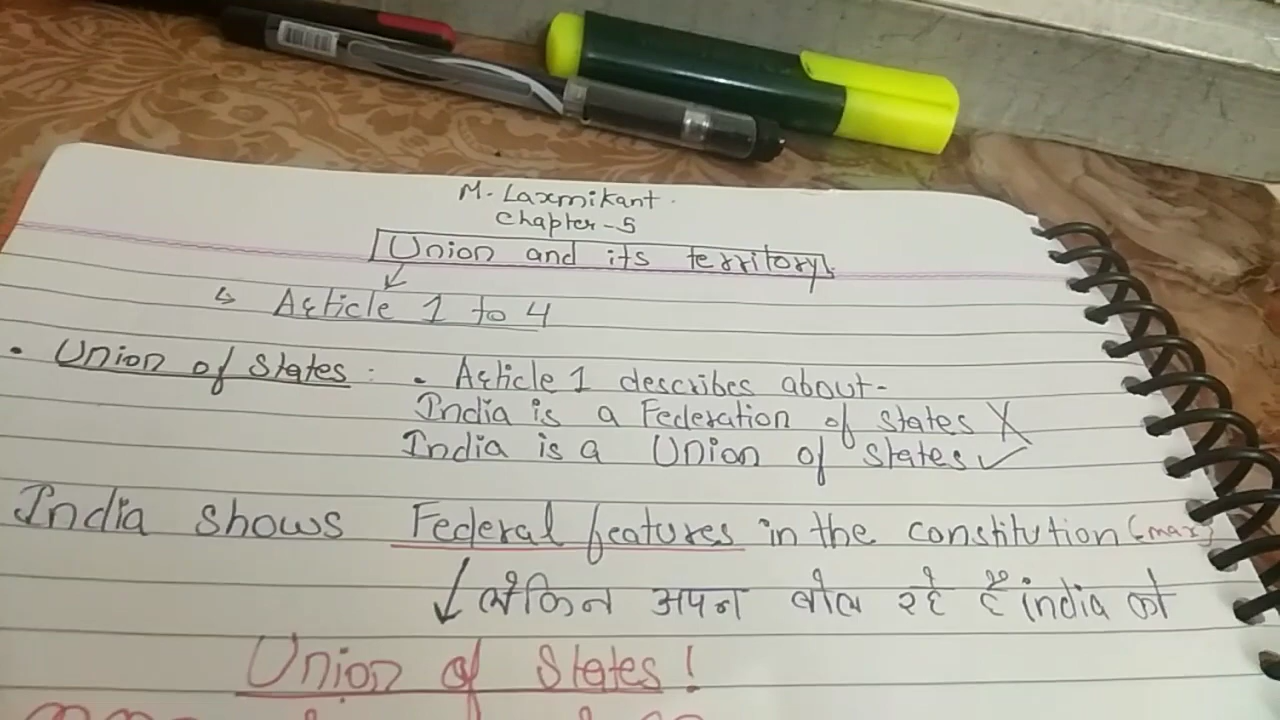 M. Laxmikant.
Chapter-5
Union and its territory
↳ Article 1 to 4
• Union of States: • Article 1 describes about-
India is a Federation of states X
India is a Union of States ✓
India shows Federal features in the constitution (max)
लेकिन अपन बोल रहे हैं india को
Union of States!